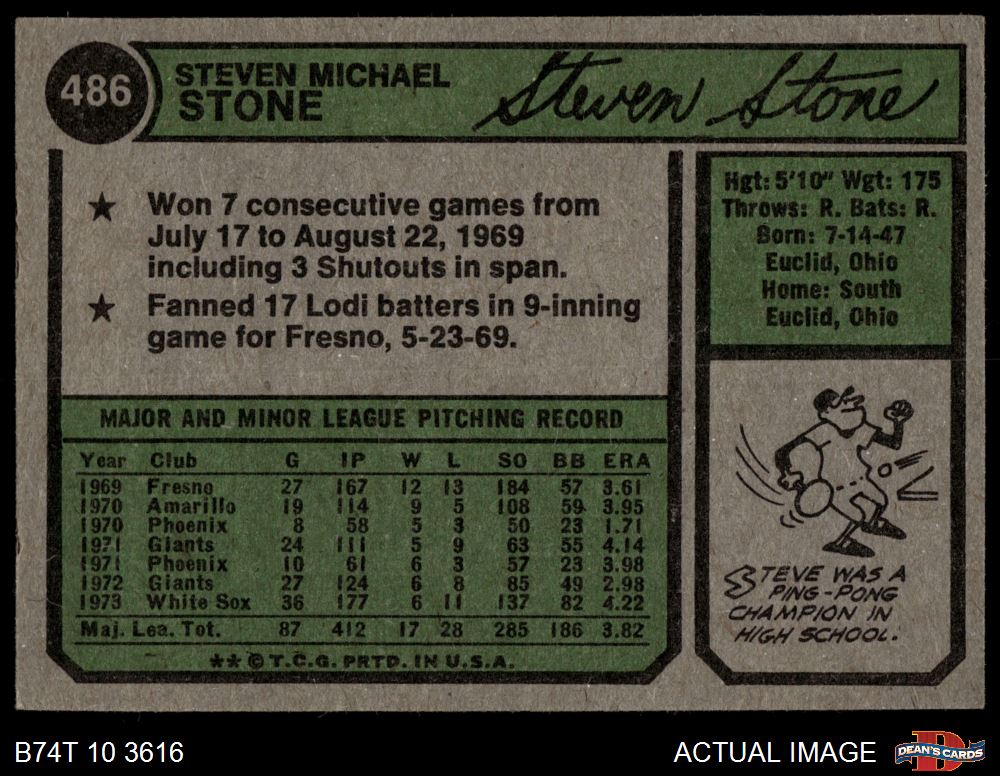 486
STEVEN MICHAEL
STONE
Steven Stone
★ Won 7 consecutive games from
July 17 to August 22, 1969
including 3 Shutouts in span.
★ Fanned 17 Lodi batters in 9-inning
game for Fresno, 5-23-69.
Hgt: 5'10" Wgt: 175
Throws: R. Bats: R.
Born: 7-14-47
Euclid, Ohio
Home: South
Euclid, Ohio
MAJOR AND MINOR LEAGUE PITCHING RECORD
Year Club G IP W L SO BB ERA
1969 Fresno 27 167 12 13 184 57 3.61
1970 Amarillo 19 114 9 5 108 59 3.95
1970 Phoenix 8 58 5 3 50 23 1.71
1971 Giants 24 111 5 9 63 55 4.14
1971 Phoenix 10 61 6 3 57 23 3.98
1972 Giants 27 124 6 8 85 49 2.98
1973 White Sox 36 177 6 11 137 82 4.22
Maj. Lea. Tot. 87 412 17 28 285 186 3.82
** © T.C.G. PRTD. IN U.S.A.
STEVE WAS A
PING-PONG
CHAMPION IN
HIGH SCHOOL.
B74T 10 3616
ACTUAL IMAGE
DEAN'S CARDS